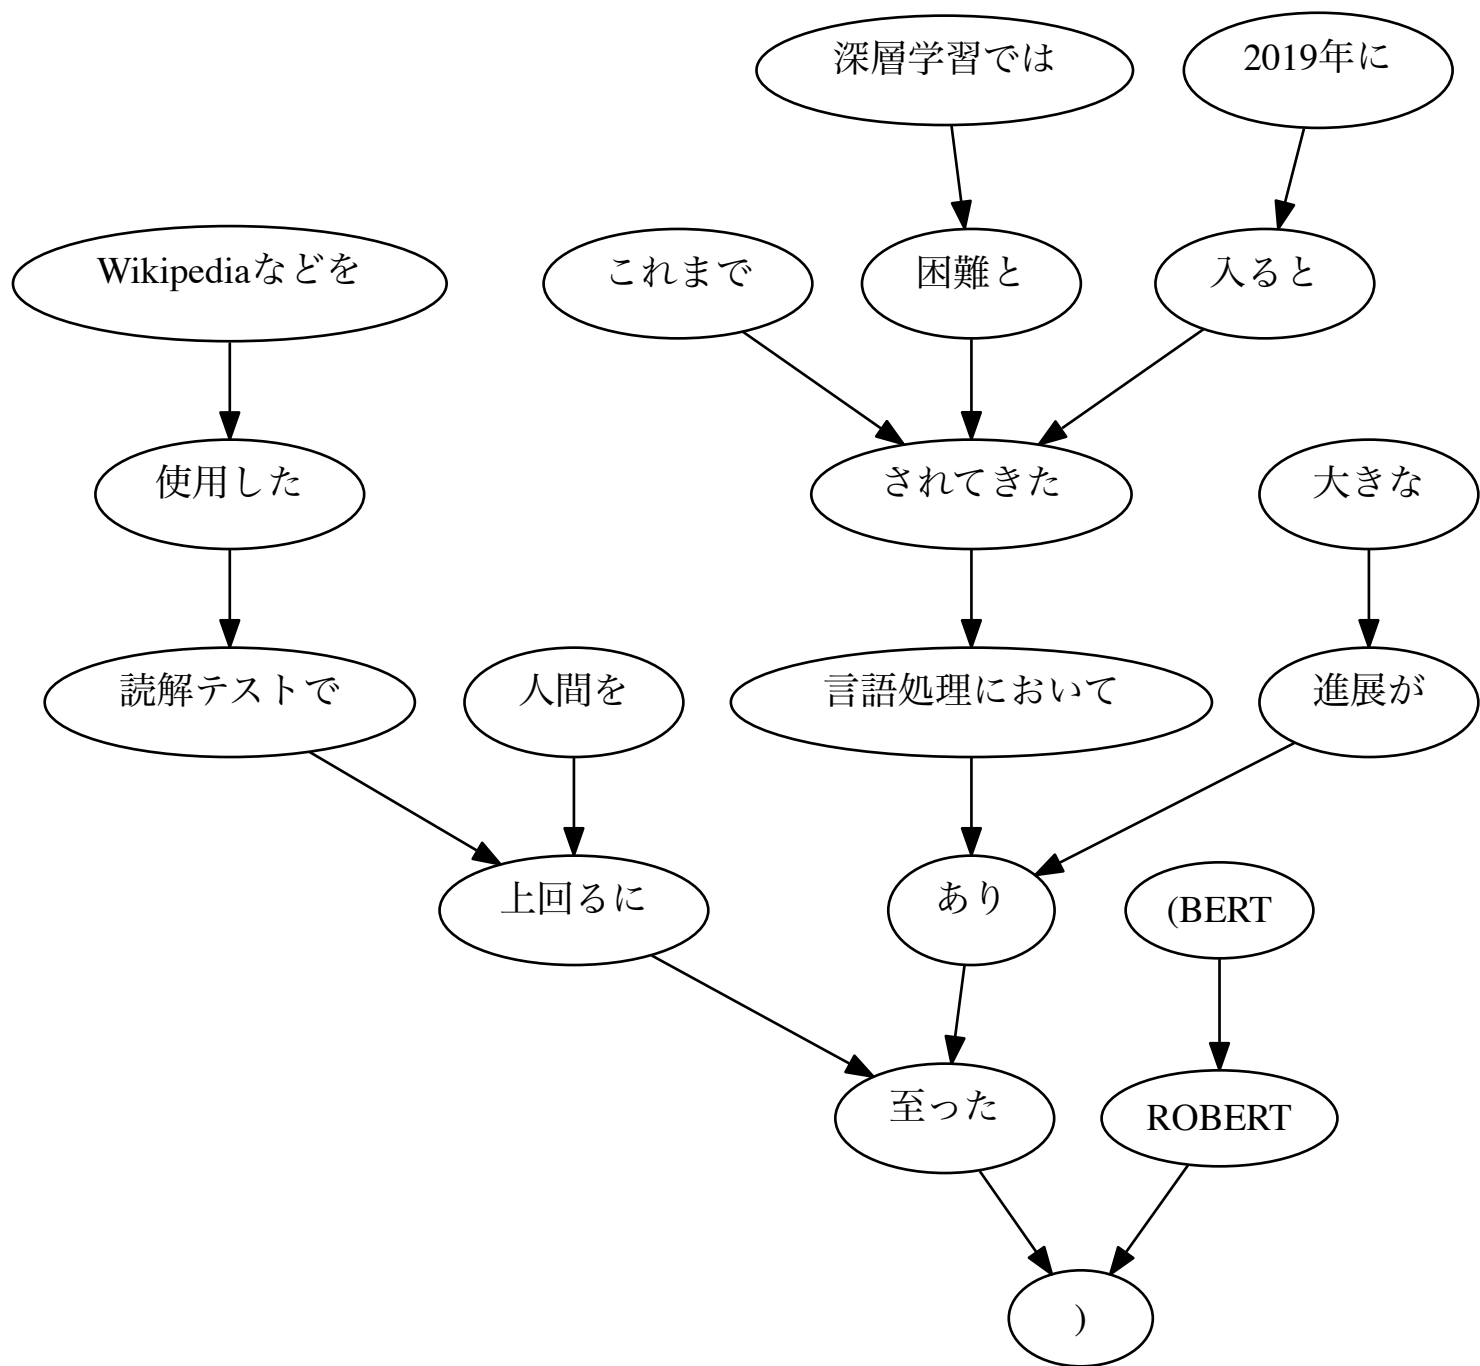 深層学習では
2019年に
Wikipediaなどを
これまで
困難と
入ると
使用した
されてきた
大きな
読解テストで
人間を
言語処理において
進展が
上回るに
あり
(BERT
至った
ROBERT
)